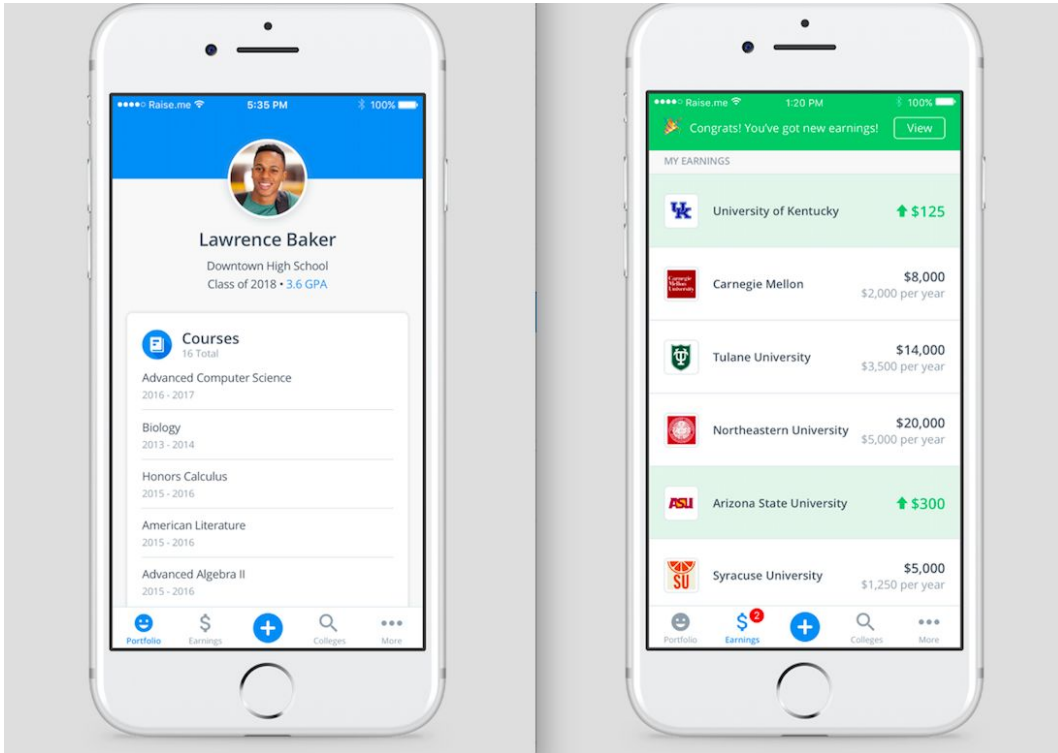 Raise.me 5:35 PM 100%
Lawrence Baker
Downtown High School
Class of 2018 • 3.6 GPA
Courses
16 Total
Advanced Computer Science
2016 - 2017
Biology
2013 - 2014
Honors Calculus
2015 - 2016
American Literature
2015 - 2016
Advanced Algebra II
2015 - 2016
Portfolio Earnings Colleges More
Raise.me 1:20 PM 100%
Congrats! You've got new earnings! View
MY EARNINGS
UK University of Kentucky $125
Carnegie Mellon University Carnegie Mellon $8,000
$2,000 per year
Tulane University $14,000
$3,500 per year
Northeastern University $20,000
$5,000 per year
ASU Arizona State University $300
SU Syracuse University $5,000
$1,250 per year
2
Portfolio Earnings Colleges More